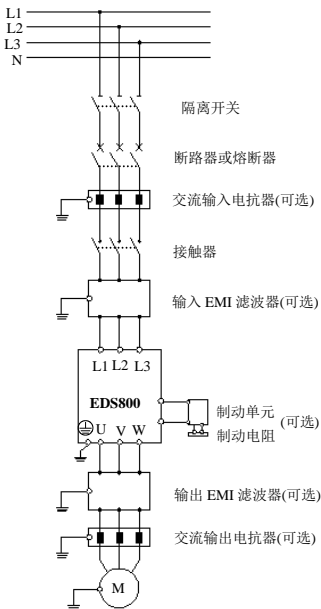 L1
L2
L3
N
隔离开关
断路器或熔断器
交流输入电抗器(可选)
接触器
输入 EMI 滤波器(可选)
L1 L2 L3
EDS800
制动单元
(可选)
制动电阻
U V W
输出 EMI 滤波器(可选)
交流输出电抗器(可选)
M